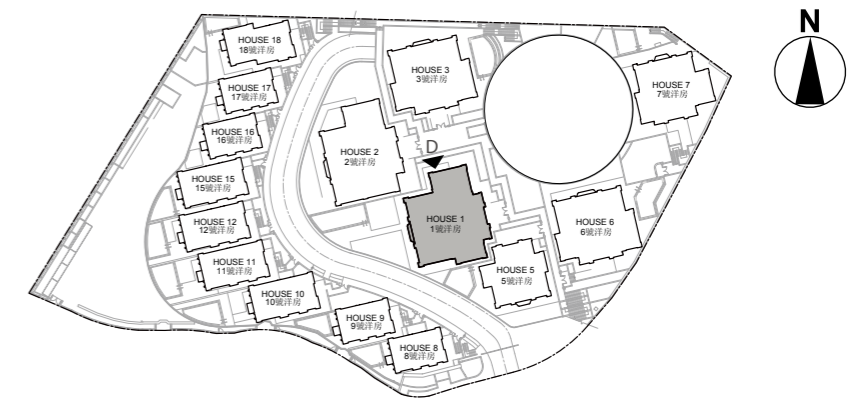 N
HOUSE 18
18號洋房
HOUSE 3
3號洋房
HOUSE 7
7號洋房
HOUSE 17
17號洋房
HOUSE 16
16號洋房
HOUSE 2
2號洋房
D
HOUSE 15
15號洋房
HOUSE 1
1號洋房
HOUSE 6
6號洋房
HOUSE 12
12號洋房
HOUSE 11
11號洋房
HOUSE 5
5號洋房
HOUSE 10
10號洋房
HOUSE 9
9號洋房
HOUSE 8
8號洋房